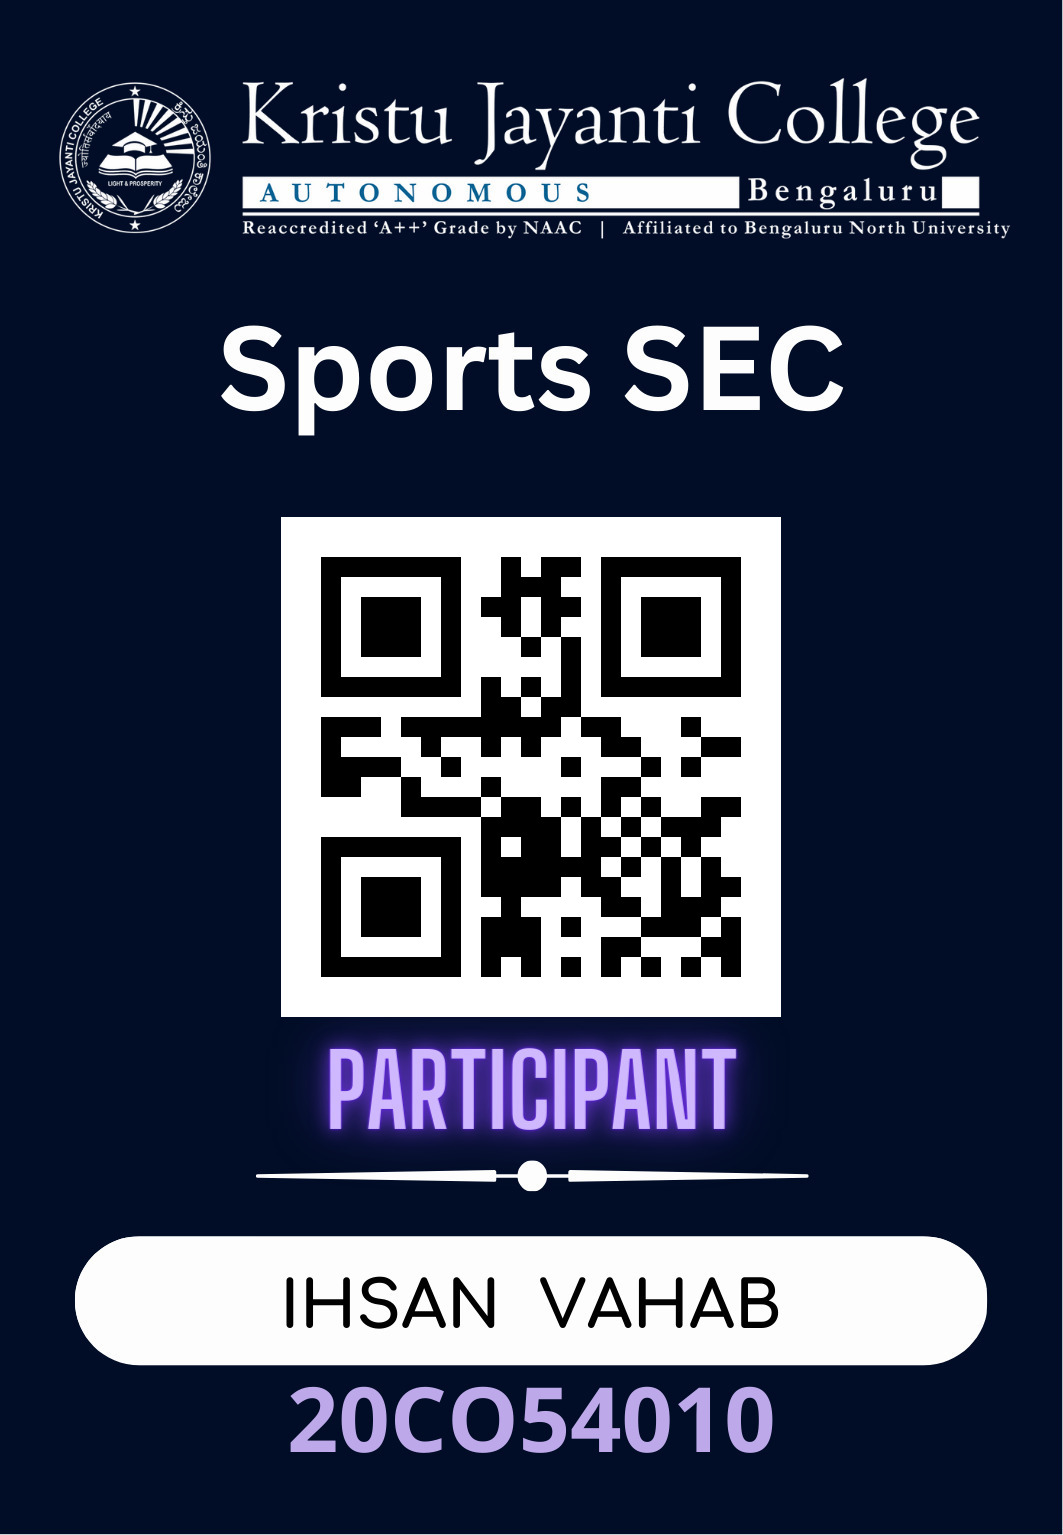 KRISTU JAYANTI COLLEGE
LIGHT & PROSPERITY
Kristu Jayanti College
AUTONOMOUS Bengaluru
Reaccredited ‘A++’ Grade by NAAC | Affiliated to Bengaluru North University
Sports SEC
PARTICIPANT
IHSAN VAHAB
20CO54010